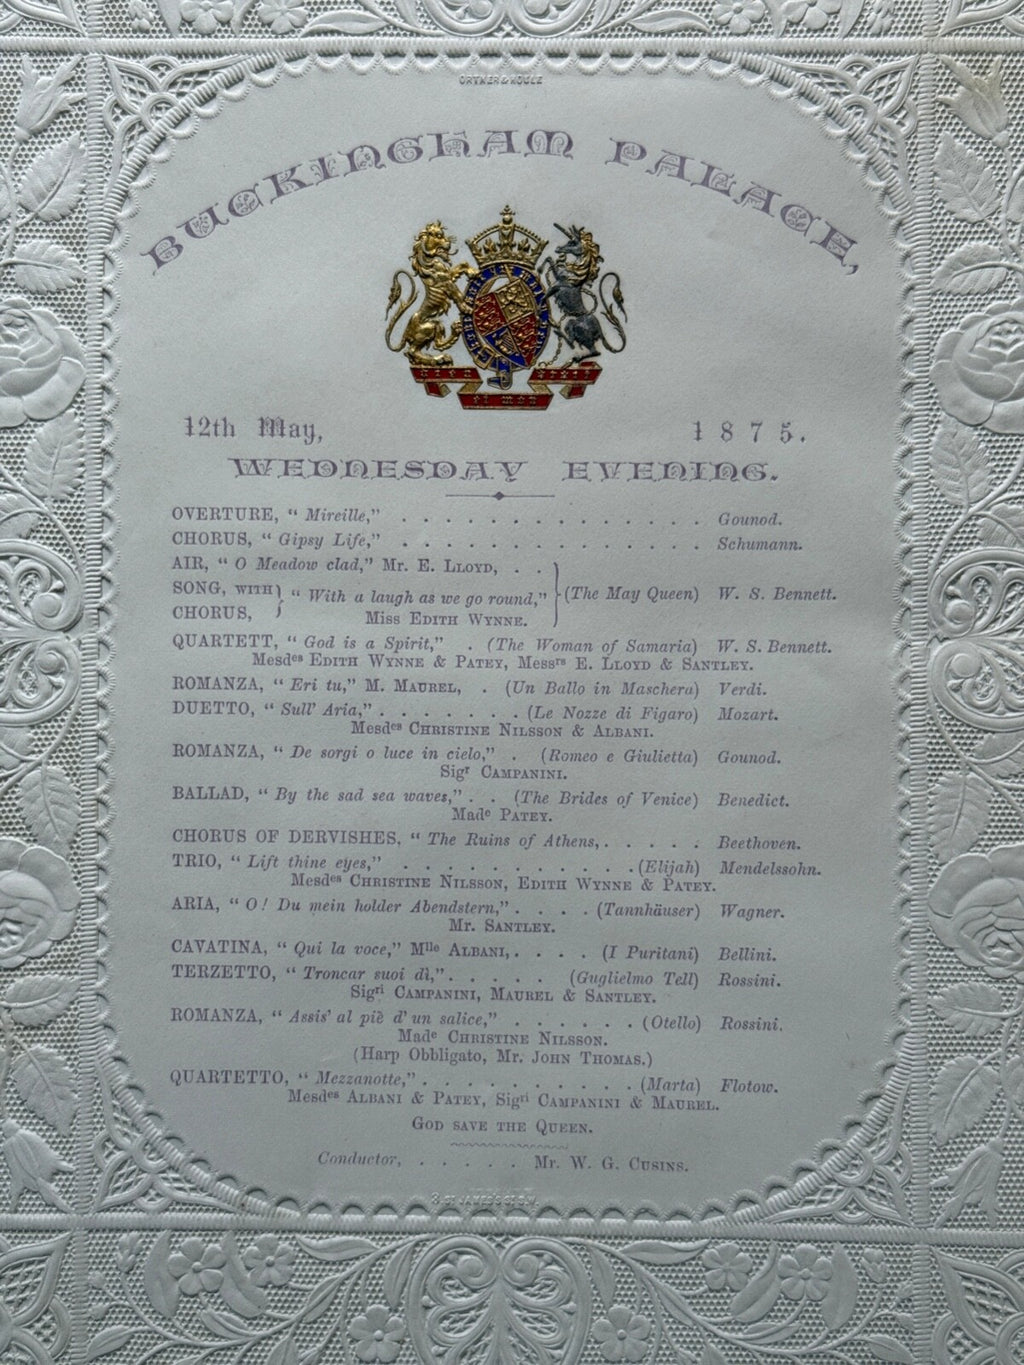 ORTNER & HOULE
BUCKINGHAM PALACE,
12th May, 1875.
WEDNESDAY EVENING.
OVERTURE, “ Mireille,” . . . . . . . . . . . . . . . Gounod.
CHORUS, “ Gipsy Life,” . . . . . . . . . . . . . . . Schumann.
AIR, “ O Meadow clad,” MR. E. LLOYD, . .
SONG, WITH CHORUS, } “ With a laugh as we go round,” } (The May Queen) W. S. Bennett.
MISS EDITH WYNNE.
QUARTETT, “ God is a Spirit,” . (The Woman of Samaria) W. S. Bennett.
Mesdes EDITH WYNNE & PATEY, Messrs E. LLOYD & SANTLEY.
ROMANZA, “ Eri tu,” M. MAUREL, . (Un Ballo in Maschera) Verdi.
DUETTO, “ Sull’ Aria,” . . . . . . . (Le Nozze di Figaro) Mozart.
Mesdes CHRISTINE NILSSON & ALBANI.
ROMANZA, “ De sorgi o luce in cielo,” . (Romeo e Giulietta) Gounod.
Sigr CAMPANINI.
BALLAD, “ By the sad sea waves,” . . (The Brides of Venice) Benedict.
Made PATEY.
CHORUS OF DERVISHES, “ The Ruins of Athens, . . . . . Beethoven.
TRIO, “ Lift thine eyes,” . . . . . . . . . . (Elijah) Mendelssohn.
Mesdes CHRISTINE NILSSON, EDITH WYNNE & PATEY.
ARIA, “ O! Du mein holder Abendstern,” . . . . (Tannhäuser) Wagner.
MR. SANTLEY.
CAVATINA, “ Qui la voce,” Mlle ALBANI, . . . . (I Puritani) Bellini.
TERZETTO, “ Troncar suoi dì,” . . . . . (Guglielmo Tell) Rossini.
Sigri CAMPANINI, MAUREL & SANTLEY.
ROMANZA, “ Assis’ al piè d’ un salice,” . . . . . . (Otello) Rossini.
Made CHRISTINE NILSSON.
(Harp Obbligato, MR. JOHN THOMAS.)
QUARTETTO, “ Mezzanotte,” . . . . . . . . . . (Marta) Flotow.
Mesdes ALBANI & PATEY, Sigri CAMPANINI & MAUREL.
GOD SAVE THE QUEEN.
Conductor, . . . . . MR. W. G. CUSINS.
3, ST JAMES'S ST S.W.